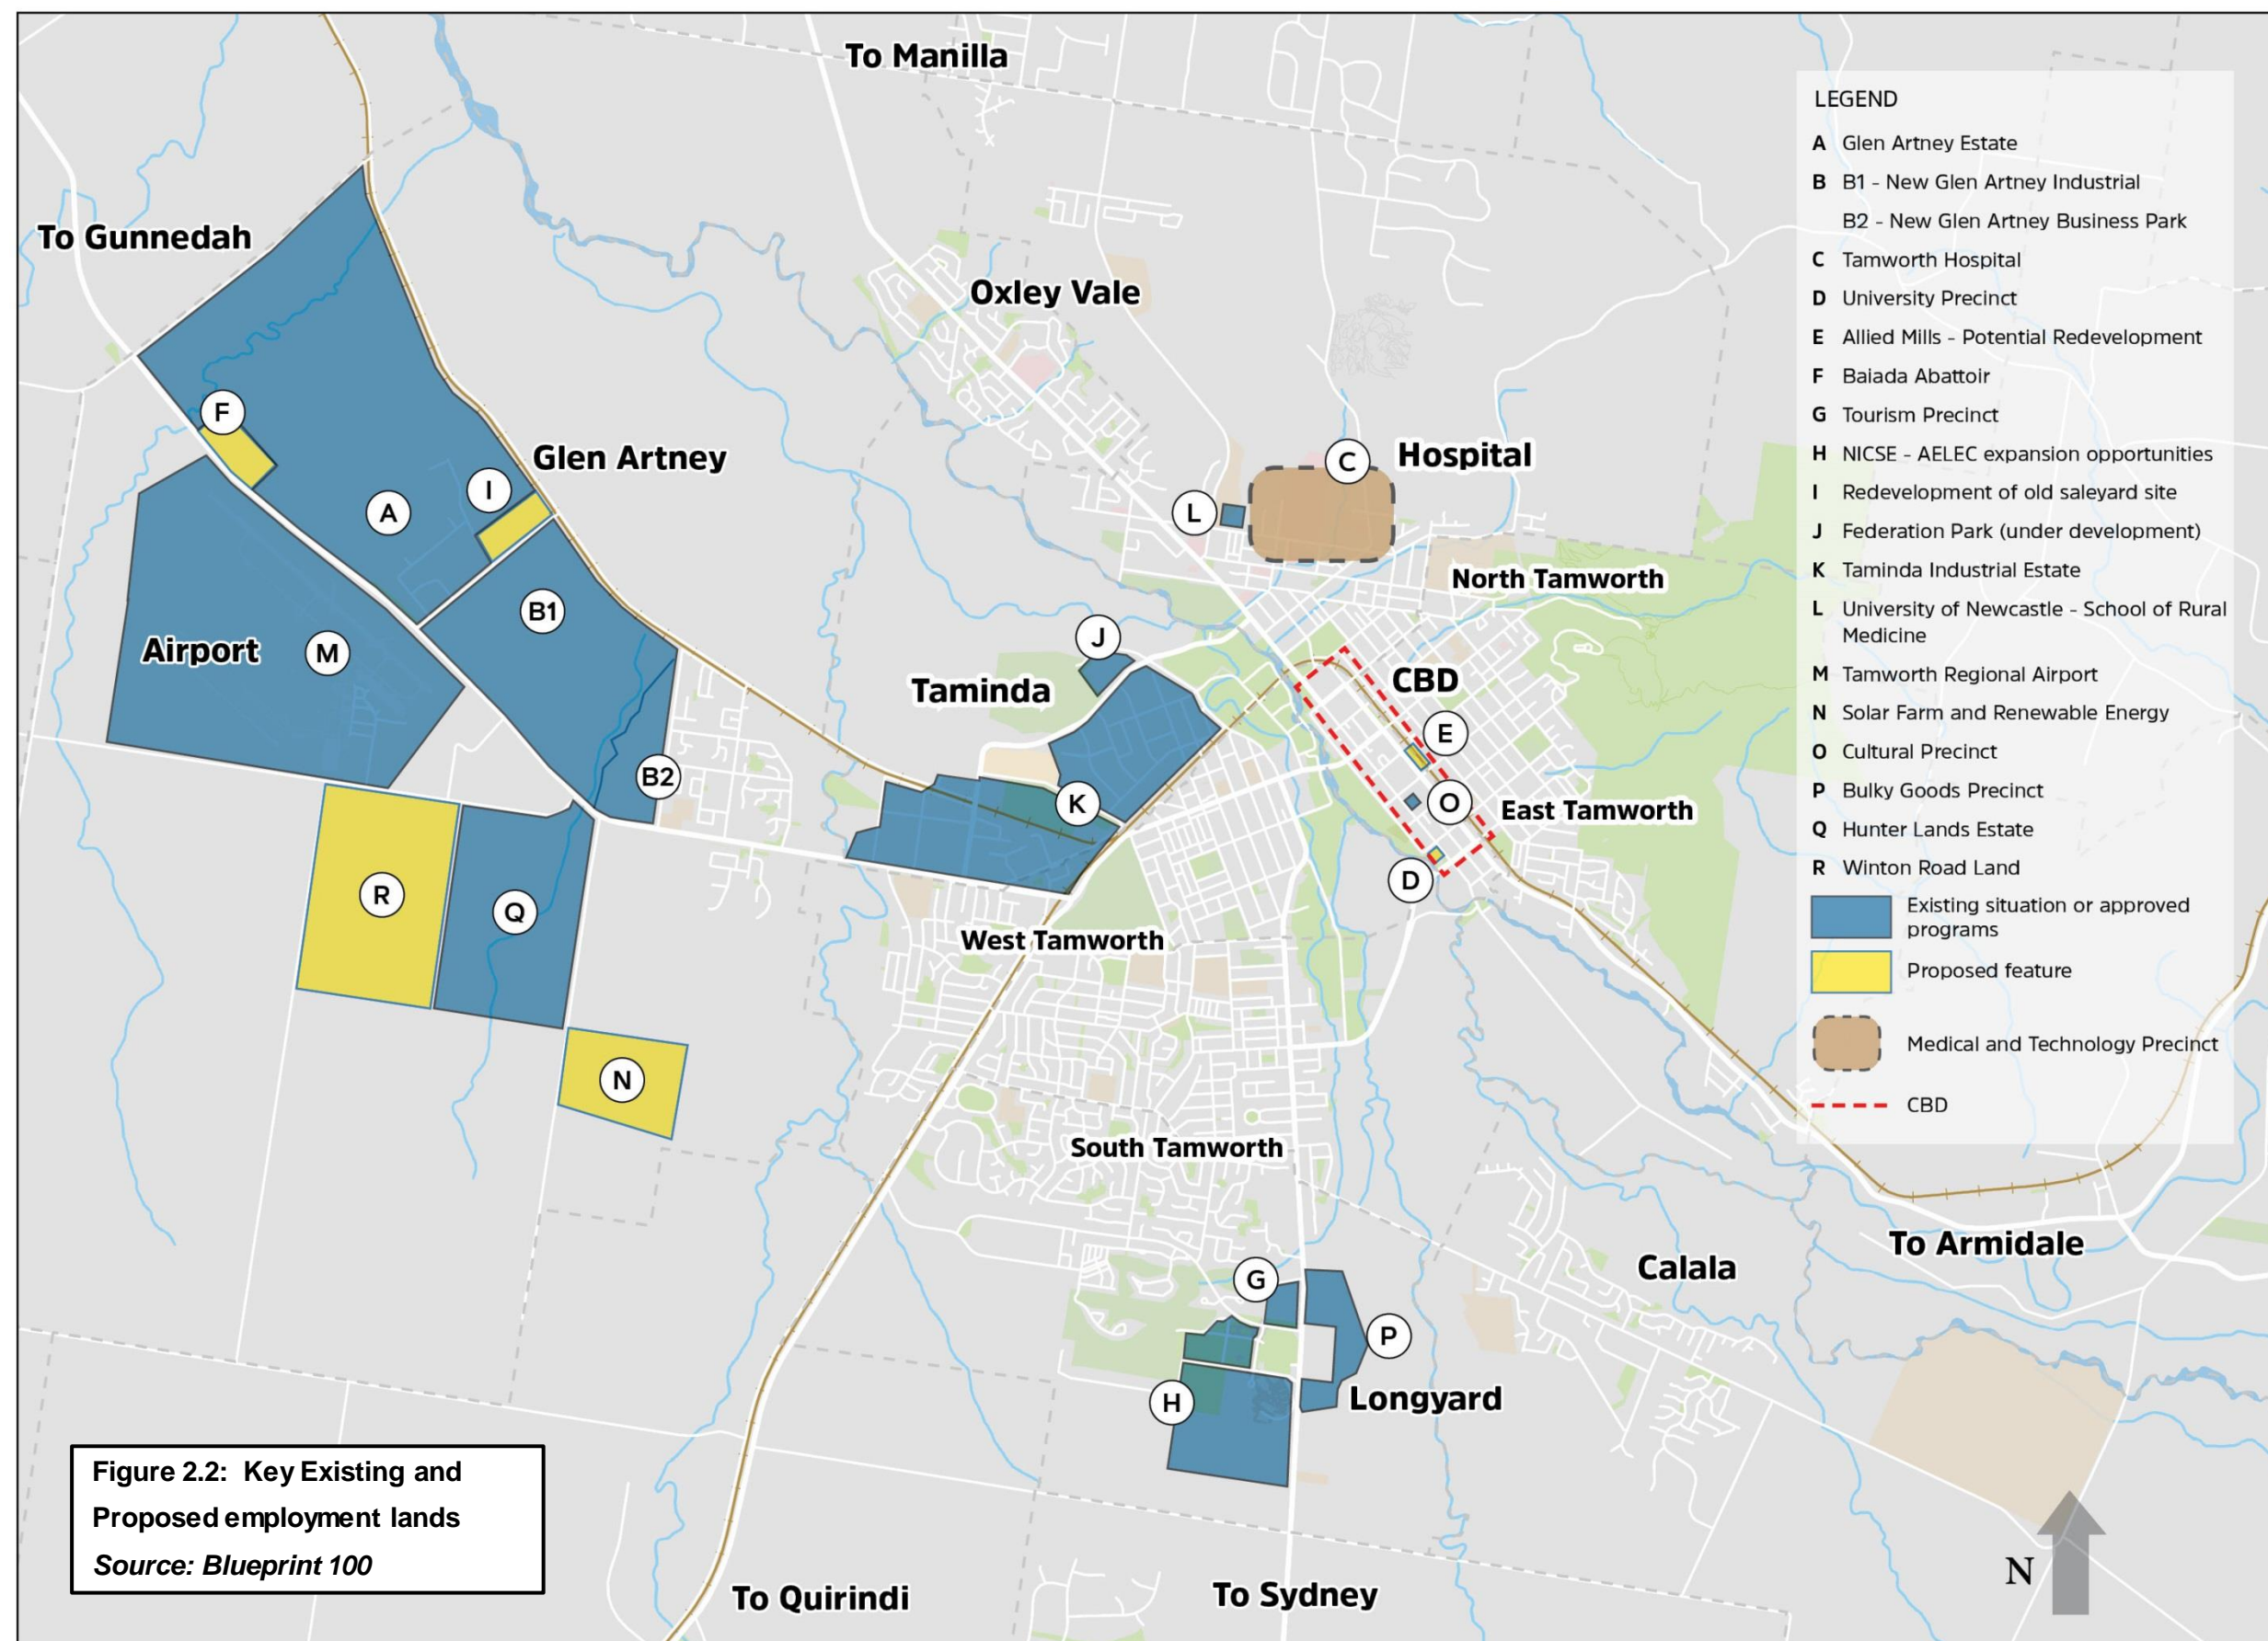 To Manilla
To Gunnedah
Oxley Vale
Glen Artney
Hospital
North Tamworth
Airport
Taminda
CBD
East Tamworth
West Tamworth
South Tamworth
Calala
To Armidale
Longyard
To Quirindi
To Sydney
F
I
A
C
L
B1
M
J
E
B2
K
O
D
R
Q
N
G
P
H
LEGEND
A Glen Artney Estate
B B1 - New Glen Artney Industrial
B2 - New Glen Artney Business Park
C Tamworth Hospital
D University Precinct
E Allied Mills - Potential Redevelopment
F Baiada Abattoir
G Tourism Precinct
H NICSE - AELEC expansion opportunities
I Redevelopment of old saleyard site
J Federation Park (under development)
K Taminda Industrial Estate
L University of Newcastle - School of Rural
Medicine
M Tamworth Regional Airport
N Solar Farm and Renewable Energy
O Cultural Precinct
P Bulky Goods Precinct
Q Hunter Lands Estate
R Winton Road Land
Existing situation or approved
programs
Proposed feature
Medical and Technology Precinct
CBD
Figure 2.2: Key Existing and
Proposed employment lands
Source: Blueprint 100
N